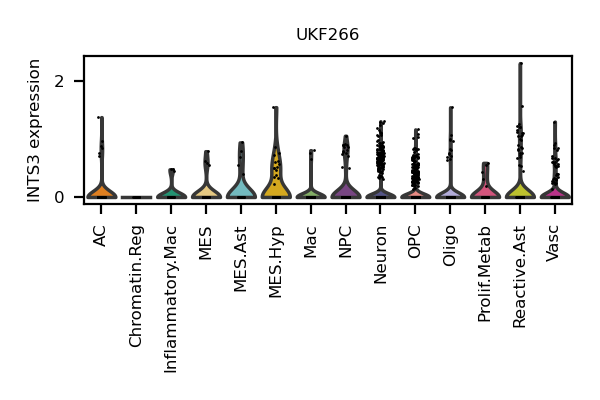 UKF266
INTS3 expression
2
0
AC
Chromatin.Reg
Inflammatory.Mac
MES
MES.Ast
MES.Hyp
Mac
NPC
Neuron
OPC
Oligo
Prolif.Metab
Reactive.Ast
Vasc